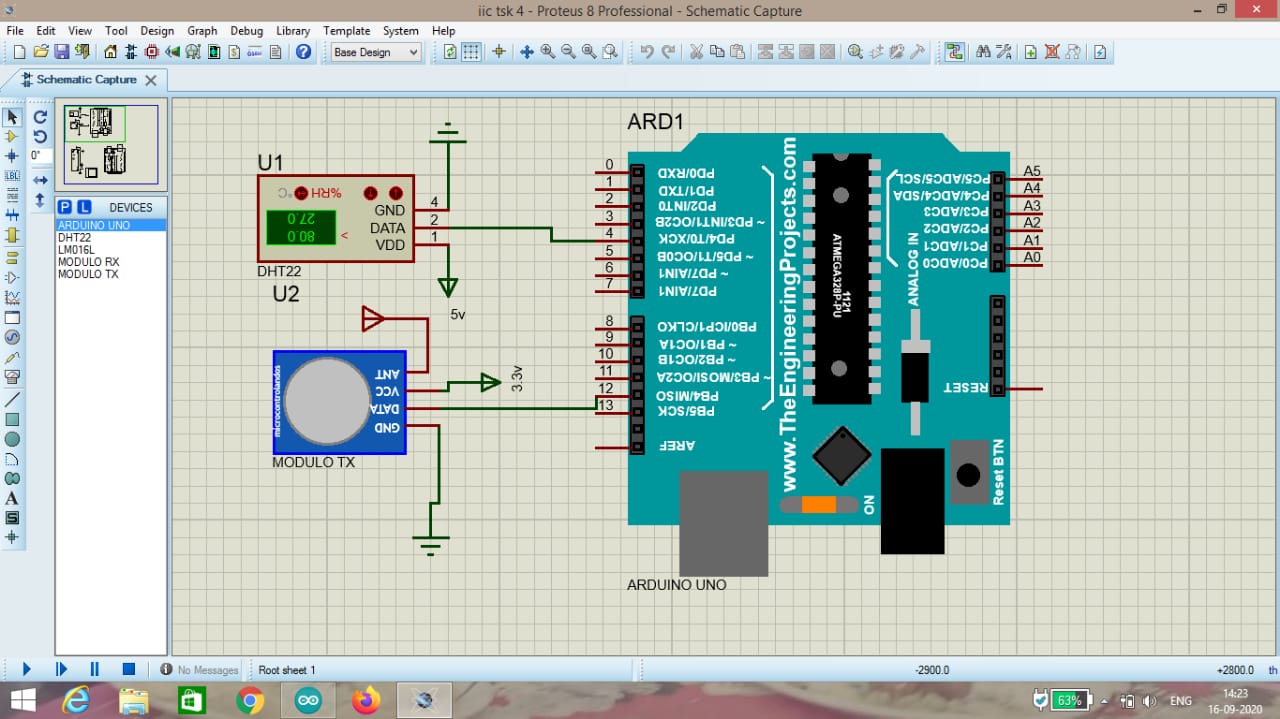 iic tsk 4 - Proteus 8 Professional - Schematic Capture
File Edit View Tool Design Graph Debug Library Template System Help
Base Design
Schematic Capture
0°
P L DEVICES
ARDUINO UNO
DHT22
LM016L
MODULO RX
MODULO TX
U1
°C %RH
27.0
80.0
>
GND 4
DATA 2
VDD 1
DHT22
5v
U2
microcontrolandos
ANT
VCC
DATA
GND
MODULO TX
3.3v
ARD1
0 PD0/RXD
1 PD1/TXD
2 PD2/INT0
3 PD3/INT1/OC2B ~
4 PD4/T0/XCK
5 PD5/T1/OC0B ~
6 PD7/AIN1 ~
7 PD7/AIN1
8 PB0/ICP1/CLKO
9 PB1/OC1A ~
10 PB2/OC1B ~
11 PB3/MOSI/OC2A ~
12 PB4/MISO
13 PB5/SCK
AREF
www.TheEngineeringProjects.com
ATMEGA328P-PU
1121
ANALOG IN
PC5/ADC5/SCL A5
PC4/ADC4/SDA A4
PC3/ADC3 A3
PC2/ADC2 A2
PC1/ADC1 A1
PC0/ADC0 A0
RESET
Reset BTN
ON
ARDUINO UNO
No Messages Root sheet 1 -2900.0 +2800.0 th
63% ENG 14:23
16-09-2020